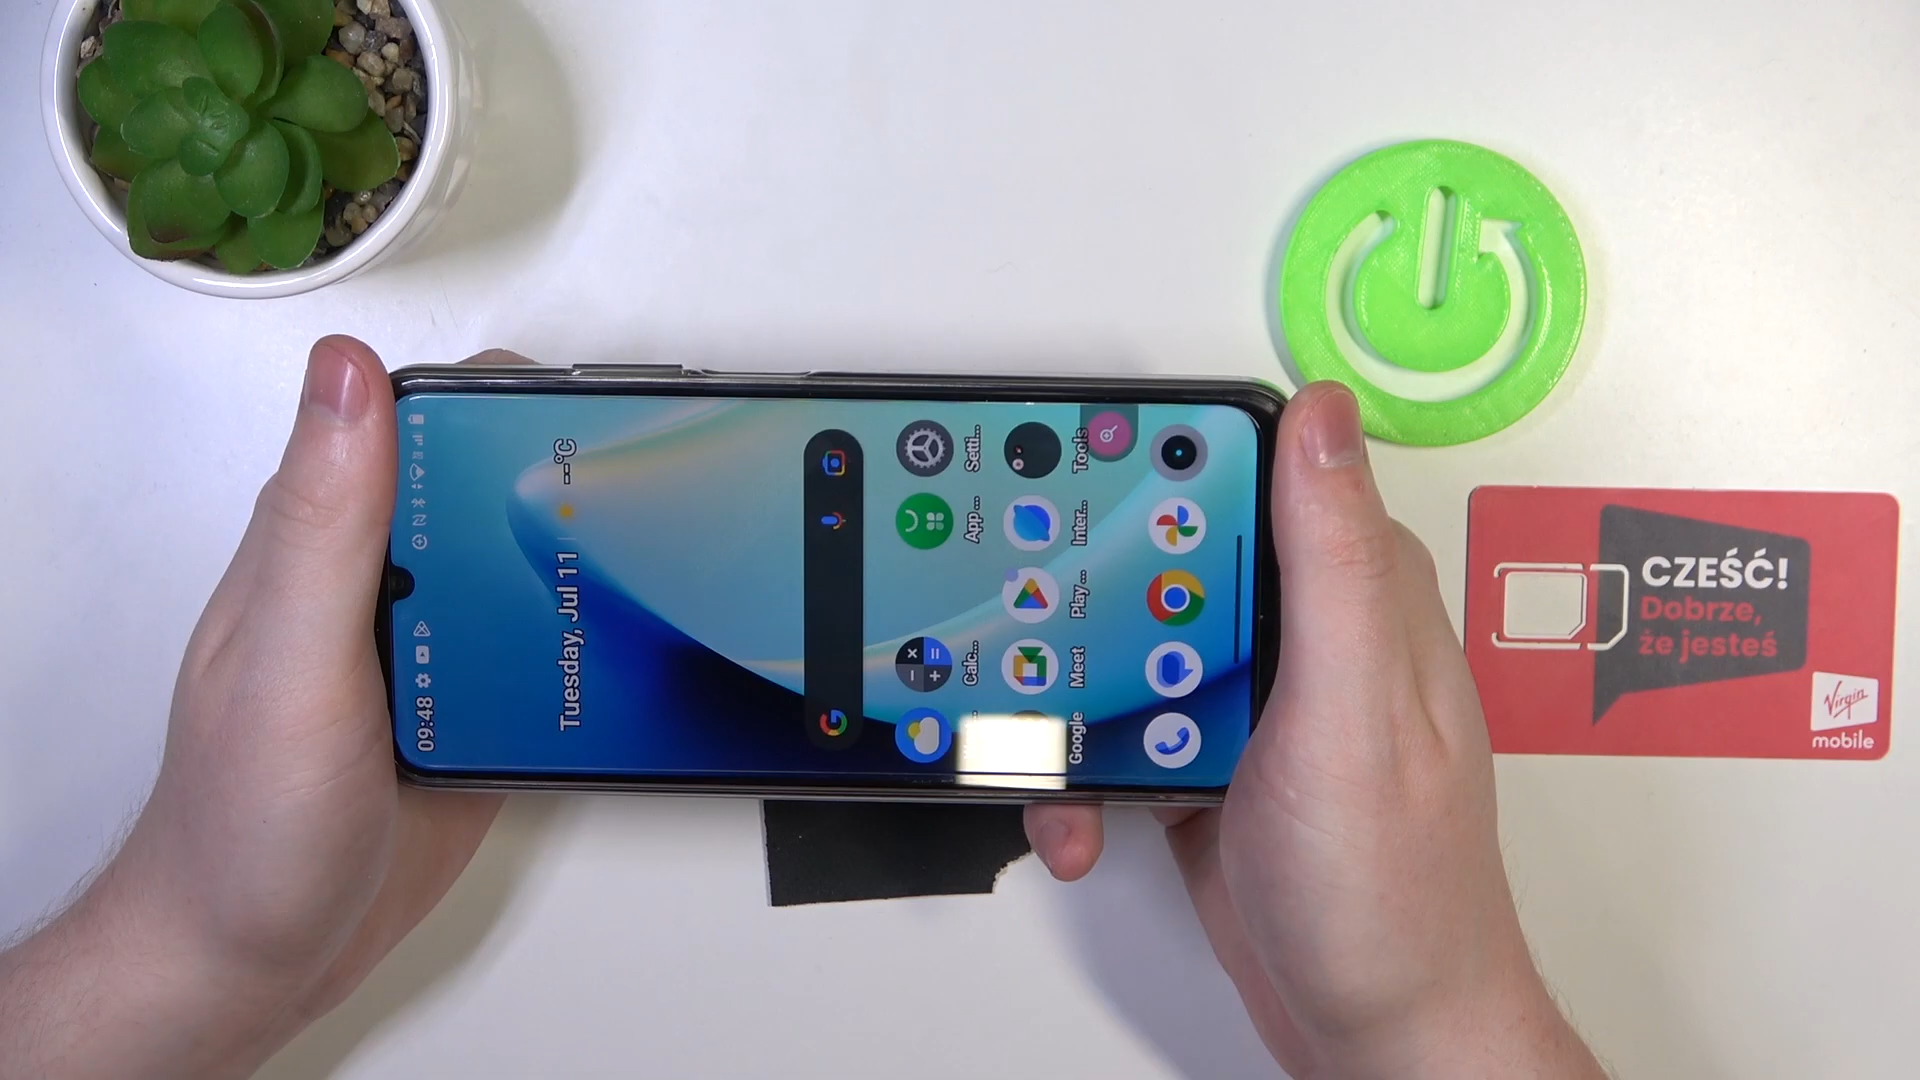 09:48
Tuesday, Jul 11
--°C
Calc...
App ...
Setti...
Google
Meet
Play ...
Inter...
Tools
CZEŚĆ!
Dobrze,
że jesteś
Virgin
mobile